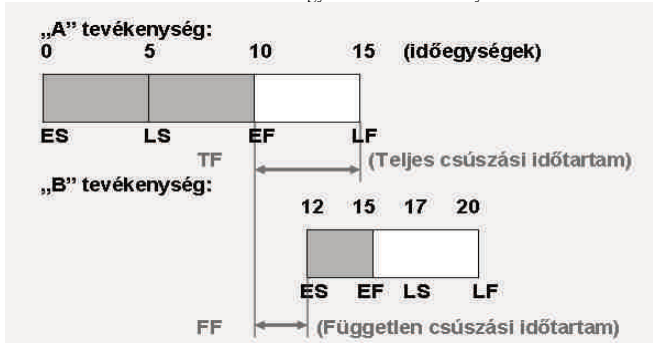 „A” tevékenység:
0 5 10 15 (időegységek)
ES LS EF LF
TF (Teljes csúszási időtartam)
„B” tevékenység:
12 15 17 20
ES EF LS LF
FF (Független csúszási időtartam)